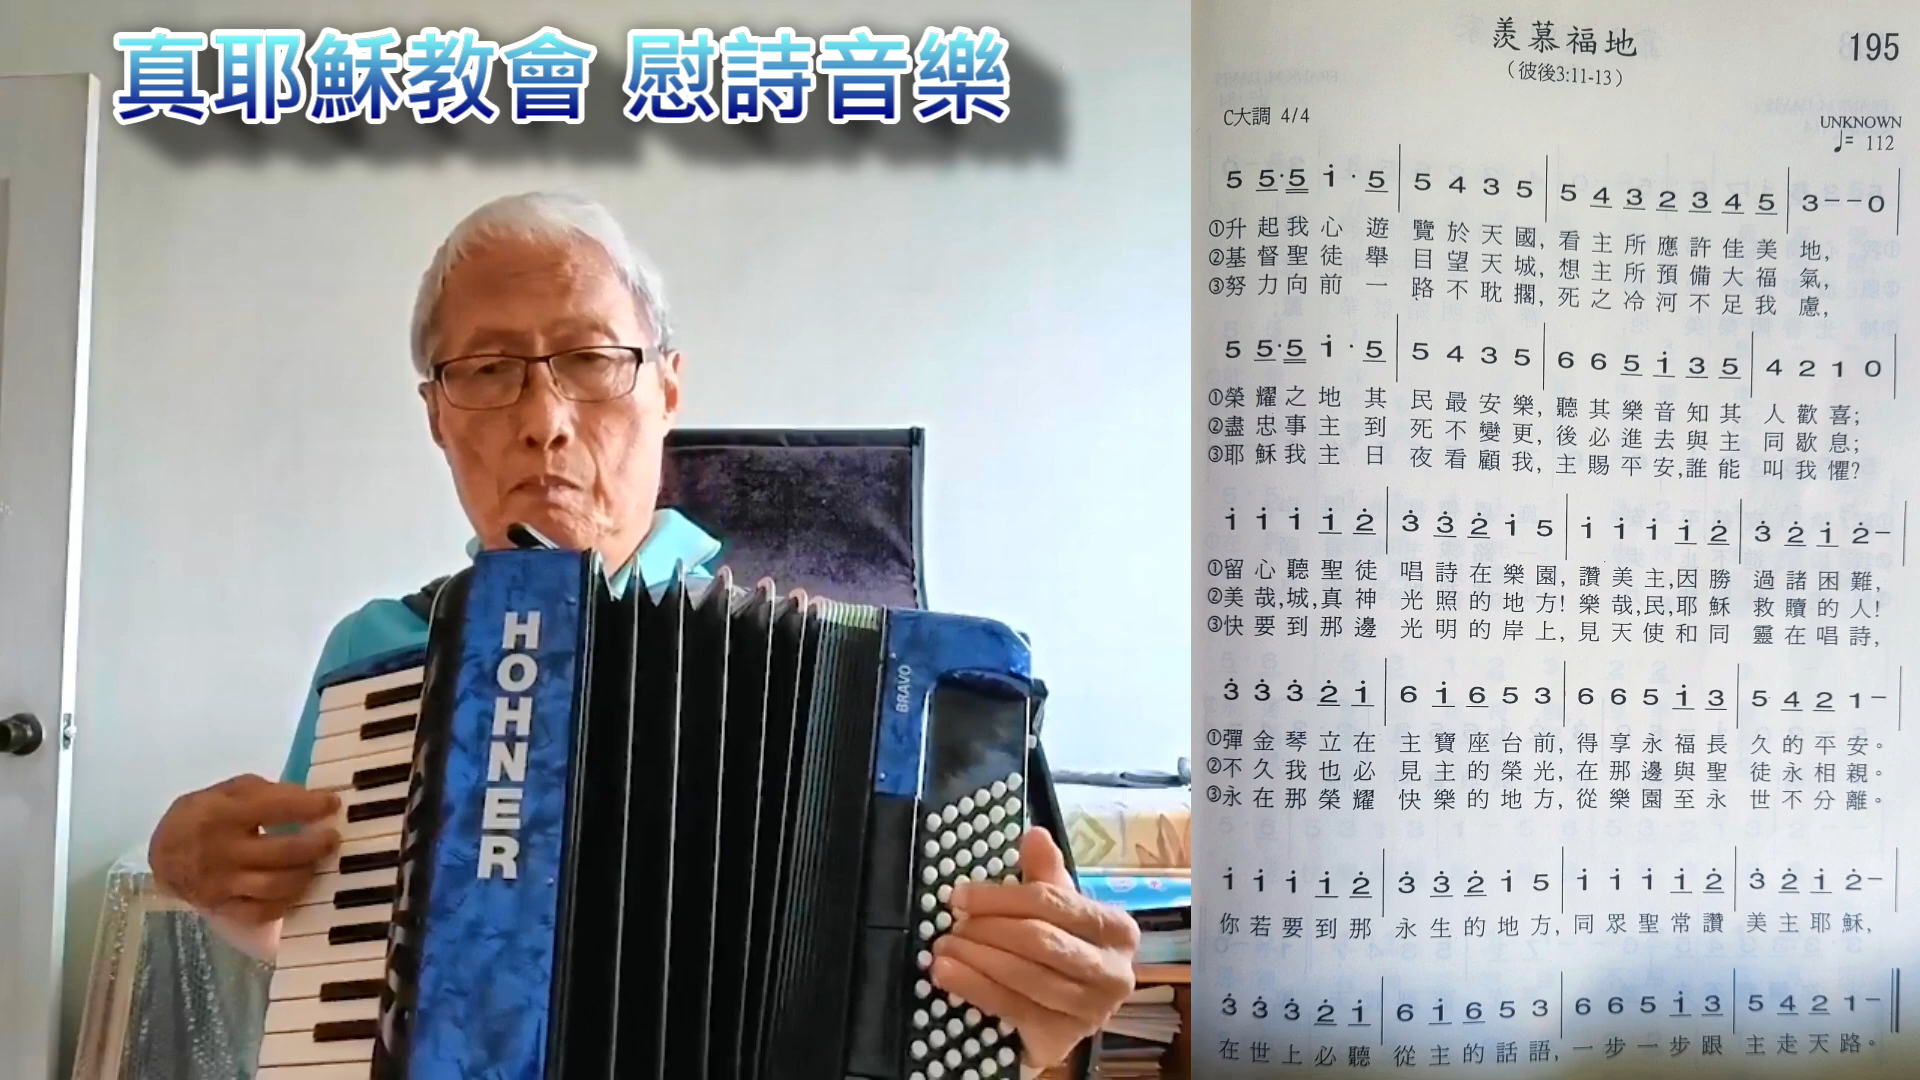 真耶穌教會 慰詩音樂
HOHNER
BRAVO
羨慕福地
195
(彼後3:11-13)
C大調 4/4
UNKNOWN
♩= 112
5 5·5 i · 5 | 5 4 3 5 | 5 4 3 2 3 4 5 | 3 - - 0 |
①升起我心遊覽於天國,看主所應許佳美地,
②基督聖徒舉目望天城,想主所預備大福氣,
③努力向前一路不耽擱,死之冷河不足我慮,
5 5·5 i · 5 | 5 4 3 5 | 6 6 5 i 3 5 | 4 2 1 0 |
①榮耀之地其民最安樂,聽其樂音知其人歡喜;
②盡忠事主到死不變更,後必進去與主同歇息;
③耶穌我主日夜看顧我,主賜平安,誰能叫我懼?
i i i i 2̇ | 3̇ 3̇ 2̇ i 5 | i i i i 2̇ | 3̇ 2̇ i 2̇ - |
①留心聽聖徒唱詩在樂園,讚美主,因勝過諸困難,
②美哉,城,真神光照的地方!樂哉,民,耶穌救贖的人!
③快要到那邊光明的岸上,見天使和同靈在唱詩,
3̇ 3̇ 3̇ 2̇ i | 6 i 6 5 3 | 6 6 5 i 3 | 5 4 2 1 - |
①彈金琴立在主寶座台前,得享永福長久的平安。
②不久我也必見主的榮光,在那邊與聖徒永相親。
③永在那榮耀快樂的地方,從樂園至永世不分離。
i i i i 2̇ | 3̇ 3̇ 2̇ i 5 | i i i i 2̇ | 3̇ 2̇ i 2̇ - |
你若要到那永生的地方,同眾聖常讚美主耶穌,
3̇ 3̇ 3̇ 2̇ i | 6 i 6 5 3 | 6 6 5 i 3 | 5 4 2 1 - ‖
在世上必聽從主的話語,一步一步跟主走天路。